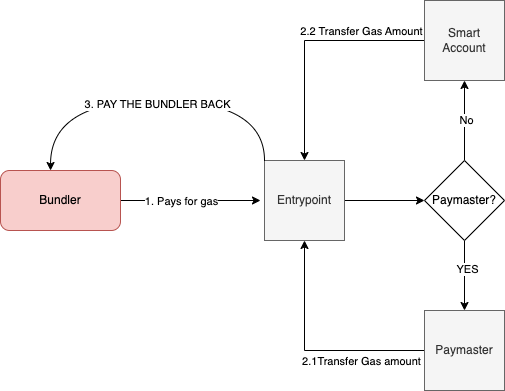 2.2 Transfer Gas Amount
Smart
Account
3. PAY THE BUNDLER BACK
No
Bundler
1. Pays for gas
Entrypoint
Paymaster?
YES
Paymaster
2.1Transfer Gas amount